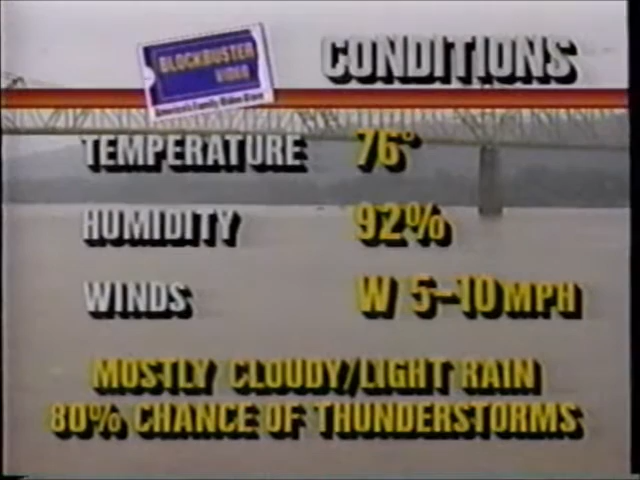 BLOCKBUSTER
VIDEO
CONDITIONS
TEMPERATURE 76°
HUMIDITY 92%
WINDS W 5-10 MPH
MOSTLY CLOUDY/LIGHT RAIN
80% CHANCE OF THUNDERSTORMS